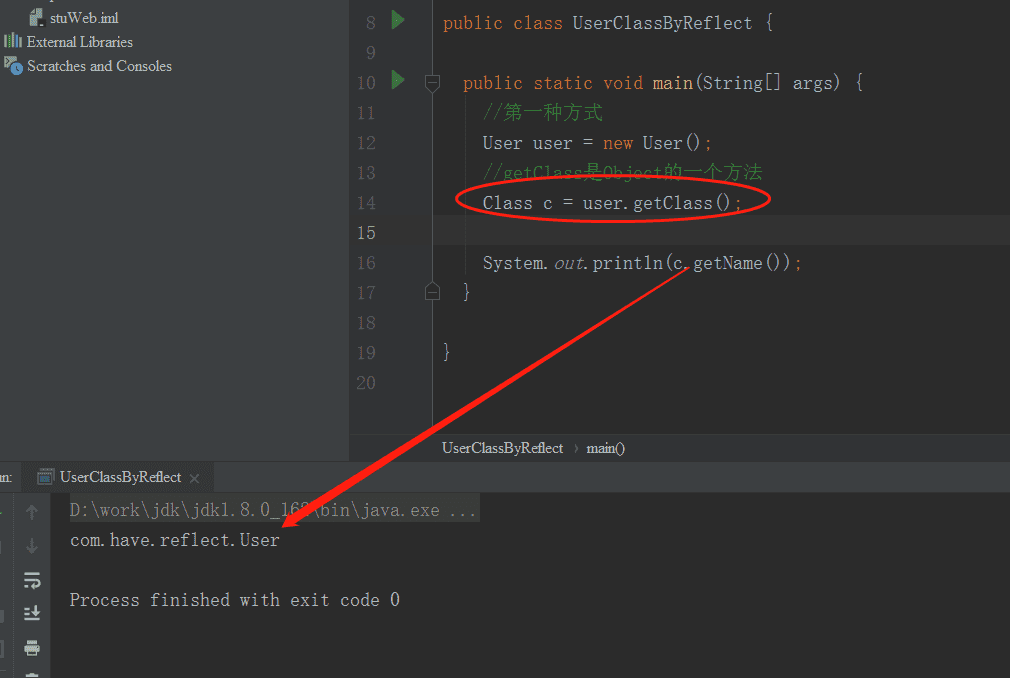 stuWeb.iml
External Libraries
Scratches and Consoles
8 public class UserClassByReflect {
9
10 public static void main(String[] args) {
11 //第一种方式
12 User user = new User();
13 //getClass是Object的一个方法
14 Class c = user.getClass();
15
16 System.out.println(c.getName());
17 }
18
19 }
20
UserClassByReflect › main()
UserClassByReflect
D:\work\jdk\jdk1.8.0_162\bin\java.exe ...
com.have.reflect.User
Process finished with exit code 0